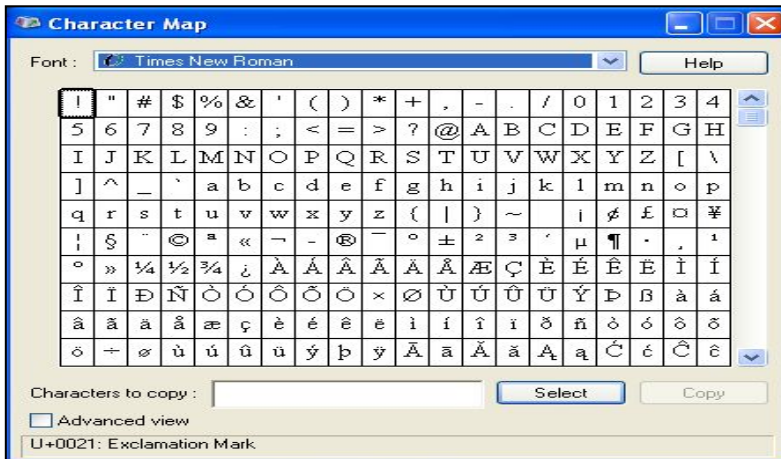 Character Map
Font : Times New Roman Help
! " # $ % & ' ( ) * + , - . / 0 1 2 3 4
5 6 7 8 9 : ; < = > ? @ A B C D E F G H
I J K L M N O P Q R S T U V W X Y Z [ \
] ^ _ ` a b c d e f g h i j k l m n o p
q r s t u v w x y z { | } ~ ¡ ¢ £ ¤ ¥
¦ § ¨ © ª « ¬ - ® ¯ ° ± ² ³ ´ µ ¶ · ¸ ¹
º » ¼ ½ ¾ ¿ À Á Â Ã Ä Å Æ Ç È É Ê Ë Ì Í
Î Ï Ð Ñ Ò Ó Ô Õ Ö × Ø Ù Ú Û Ü Ý Þ ß à á
â ã ä å æ ç è é ê ë ì í î ï ð ñ ò ó ô õ
ö ÷ ø ù ú û ü ý þ ÿ Ā ā Ă ă Ą ą Ć ć Ĉ ĉ
Characters to copy : Select Copy
Advanced view
U+0021: Exclamation Mark